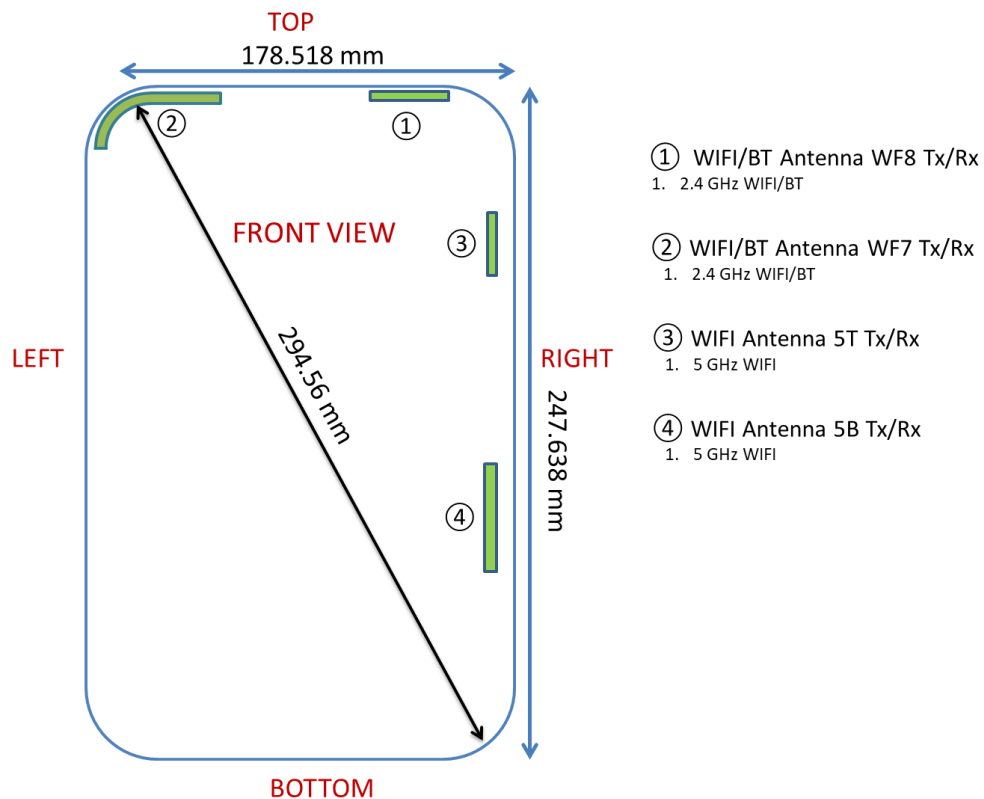 TOP
178.518 mm
②
①
FRONT VIEW
③
LEFT
294.56 mm
RIGHT
247.638 mm
④
BOTTOM
① WIFI/BT Antenna WF8 Tx/Rx
1. 2.4 GHz WIFI/BT
② WIFI/BT Antenna WF7 Tx/Rx
1. 2.4 GHz WIFI/BT
③ WIFI Antenna 5T Tx/Rx
1. 5 GHz WIFI
④ WIFI Antenna 5B Tx/Rx
1. 5 GHz WIFI